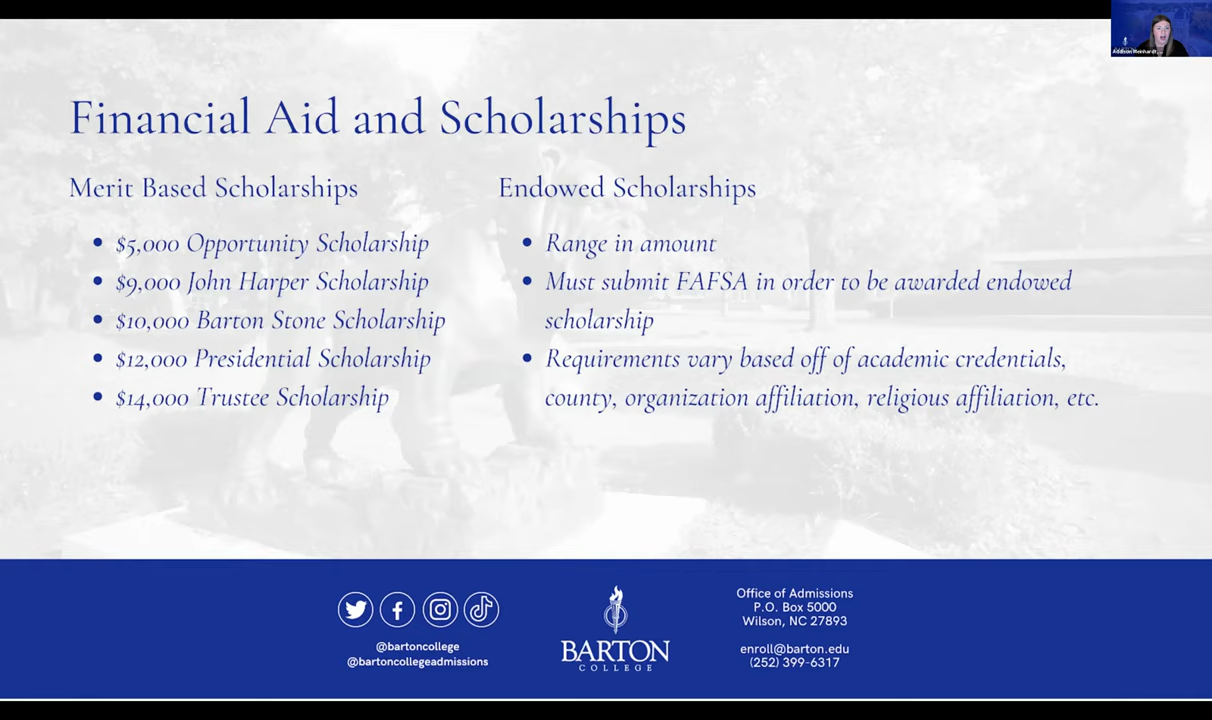 Addison Meinhardt
Financial Aid and Scholarships
Merit Based Scholarships
$5,000 Opportunity Scholarship
$9,000 John Harper Scholarship
$10,000 Barton Stone Scholarship
$12,000 Presidential Scholarship
$14,000 Trustee Scholarship
Endowed Scholarships
Range in amount
Must submit FAFSA in order to be awarded endowed
scholarship
Requirements vary based off of academic credentials,
county, organization affiliation, religious affiliation, etc.
@bartoncollege
@bartoncollegeadmissions
BARTON
COLLEGE
Office of Admissions
P.O. Box 5000
Wilson, NC 27893
enroll@barton.edu
(252) 399-6317